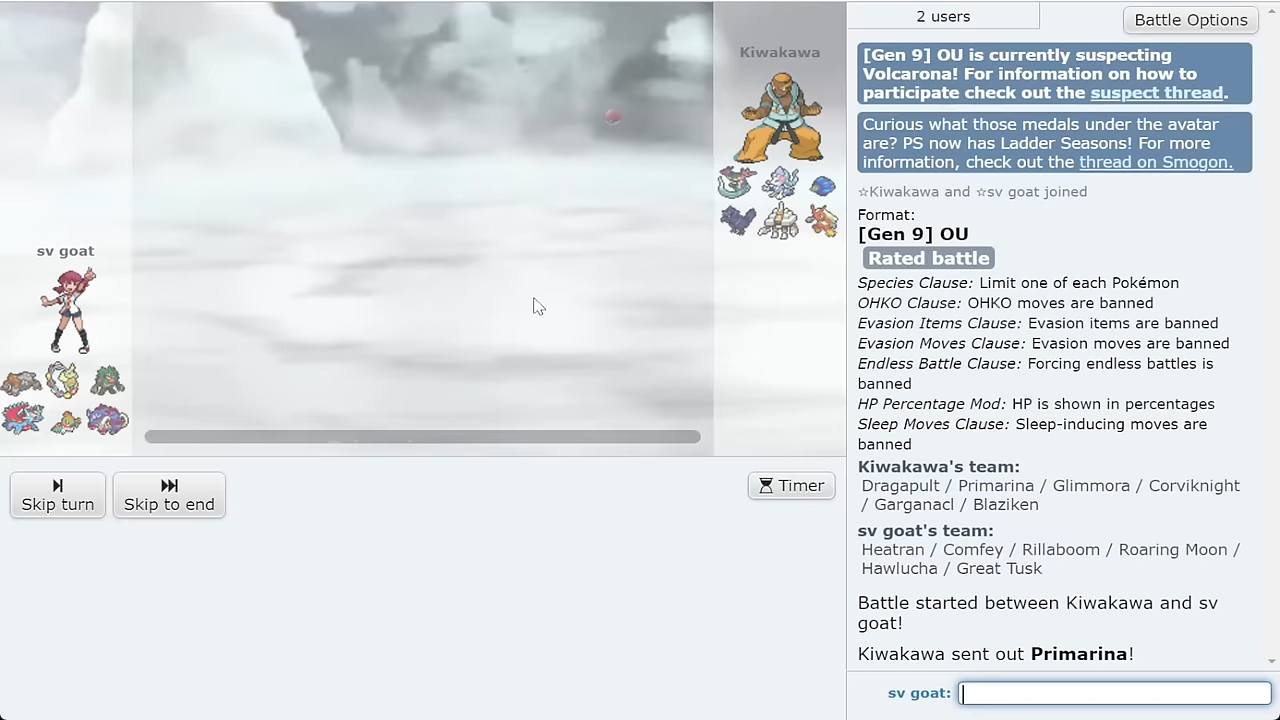 2 users
Battle Options
Kiwakawa
[Gen 9] OU is currently suspecting
Volcarona! For information on how to
participate check out the suspect thread.
Curious what those medals under the avatar
are? PS now has Ladder Seasons! For more
information, check out the thread on Smogon.
☆Kiwakawa and ☆sv goat joined
Format:
[Gen 9] OU
Rated battle
Species Clause: Limit one of each Pokémon
OHKO Clause: OHKO moves are banned
Evasion Items Clause: Evasion items are banned
Evasion Moves Clause: Evasion moves are banned
Endless Battle Clause: Forcing endless battles is
banned
HP Percentage Mod: HP is shown in percentages
Sleep Moves Clause: Sleep-inducing moves are
banned
Kiwakawa's team:
Dragapult / Primarina / Glimmora / Corviknight
/ Garganacl / Blaziken
sv goat's team:
Heatran / Comfey / Rillaboom / Roaring Moon /
Hawlucha / Great Tusk
Battle started between Kiwakawa and sv
goat!
Kiwakawa sent out Primarina!
sv goat:
sv goat
Skip turn
Skip to end
Timer